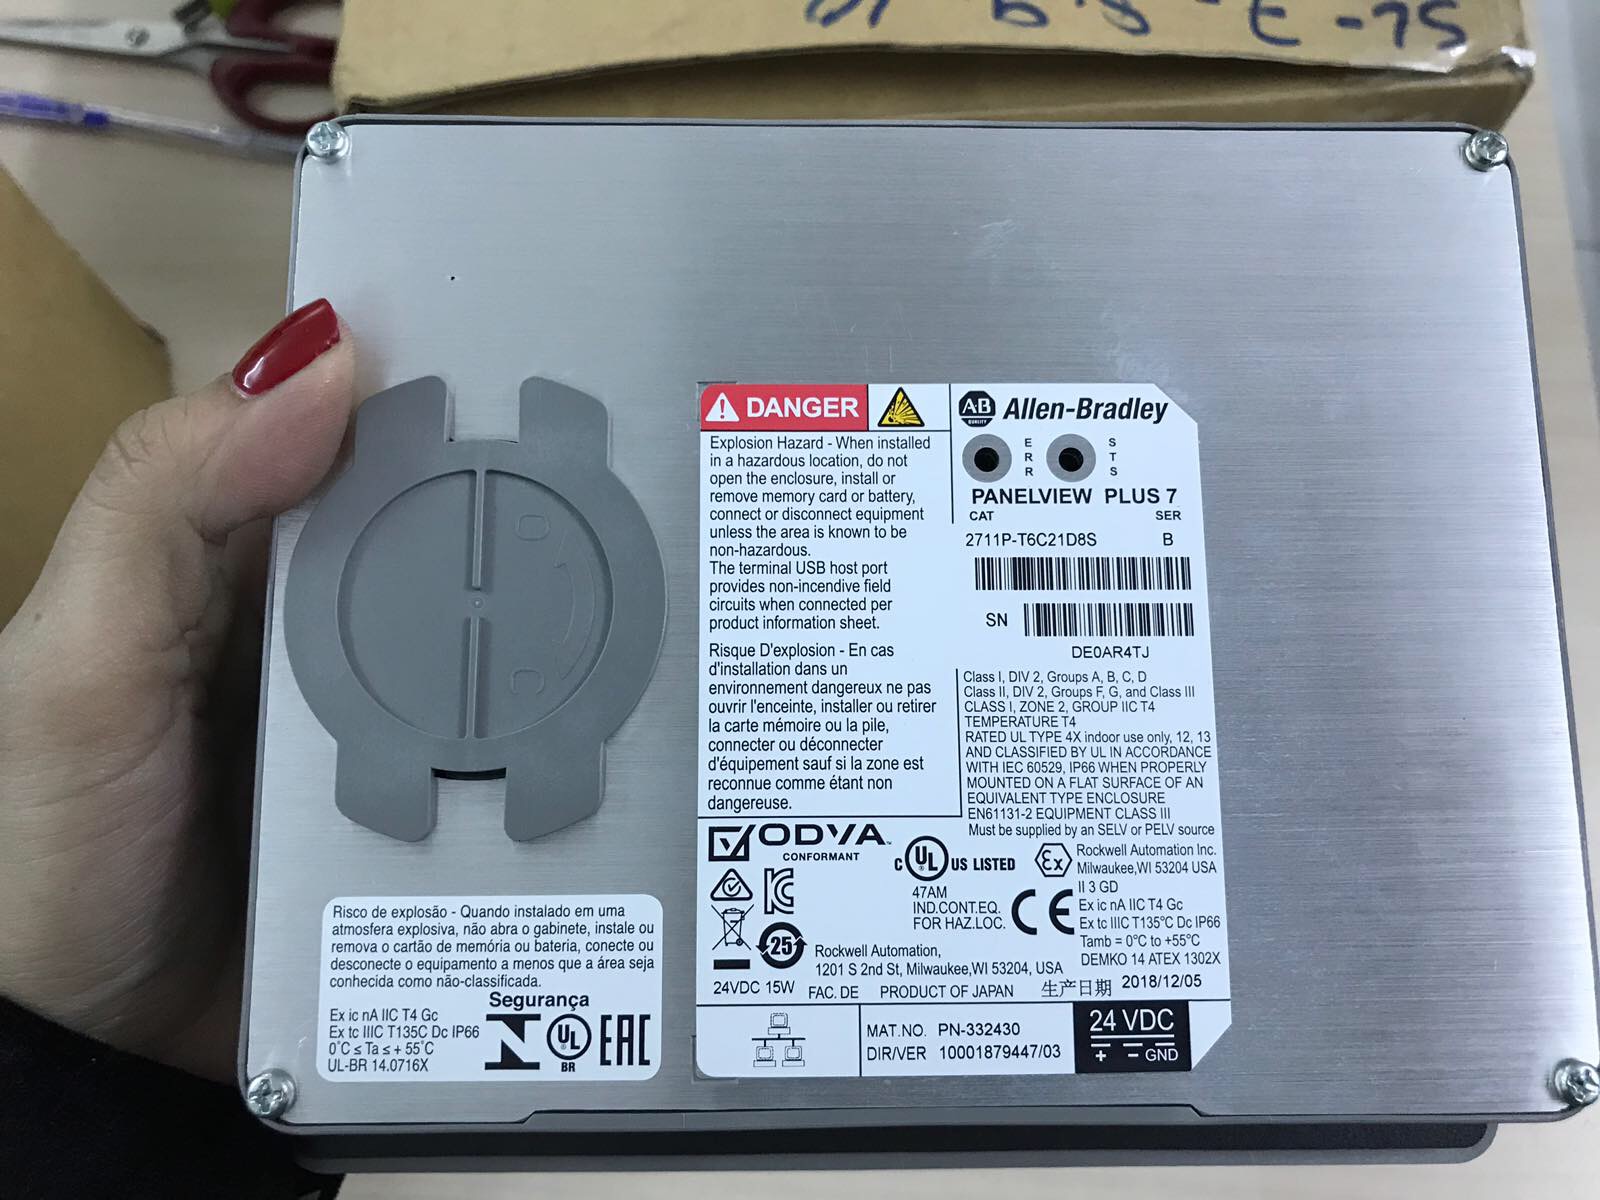 DANGER
Explosion Hazard - When installed
in a hazardous location, do not
open the enclosure, install or
remove memory card or battery,
connect or disconnect equipment
unless the area is known to be
non-hazardous.
The terminal USB host port
provides non-incendive field
circuits when connected per
product information sheet.
Risque D'explosion - En cas
d'installation dans un
environnement dangereux ne pas
ouvrir l'enceinte, installer ou retirer
la carte mémoire ou la pile,
connecter ou déconnecter
d'équipement sauf si la zone est
reconnue comme étant non
dangereuse.
AB QUALITY Allen-Bradley
ERR STS
PANELVIEW PLUS 7
CAT SER
2711P-T6C21D8S B
SN
DE0AR4TJ
Class I, DIV 2, Groups A, B, C, D
Class II, DIV 2, Groups F, G, and Class III
CLASS I, ZONE 2, GROUP IIC T4
TEMPERATURE T4
RATED UL TYPE 4X indoor use only, 12, 13
AND CLASSIFIED BY UL IN ACCORDANCE
WITH IEC 60529, IP66 WHEN PROPERLY
MOUNTED ON A FLAT SURFACE OF AN
EQUIVALENT TYPE ENCLOSURE
EN61131-2 EQUIPMENT CLASS III
Must be supplied by an SELV or PELV source
ODVA
CONFORMANT
C UL US LISTED
47AM
IND.CONT.EQ.
FOR HAZ.LOC.
CE
Ex
Rockwell Automation Inc.
Milwaukee,WI 53204 USA
II 3 GD
Ex ic nA IIC T4 Gc
Ex tc IIIC T135°C Dc IP66
Tamb = 0°C to +55°C
DEMKO 14 ATEX 1302X
25
Rockwell Automation,
1201 S 2nd St, Milwaukee,WI 53204, USA
24VDC 15W FAC. DE PRODUCT OF JAPAN 生产日期 2018/12/05
MAT.NO. PN-332430
DIR/VER 10001879447/03
24 VDC
+ - GND
Risco de explosão - Quando instalado em uma
atmosfera explosiva, não abra o gabinete, instale ou
remova o cartão de memória ou bateria, conecte ou
desconecte o equipamento a menos que a área seja
conhecida como não-classificada.
Segurança
Ex ic nA IIC T4 Gc
Ex tc IIIC T135C Dc IP66
0°C ≤ Ta ≤ + 55°C
UL-BR 14.0716X
UL
BR
EAC